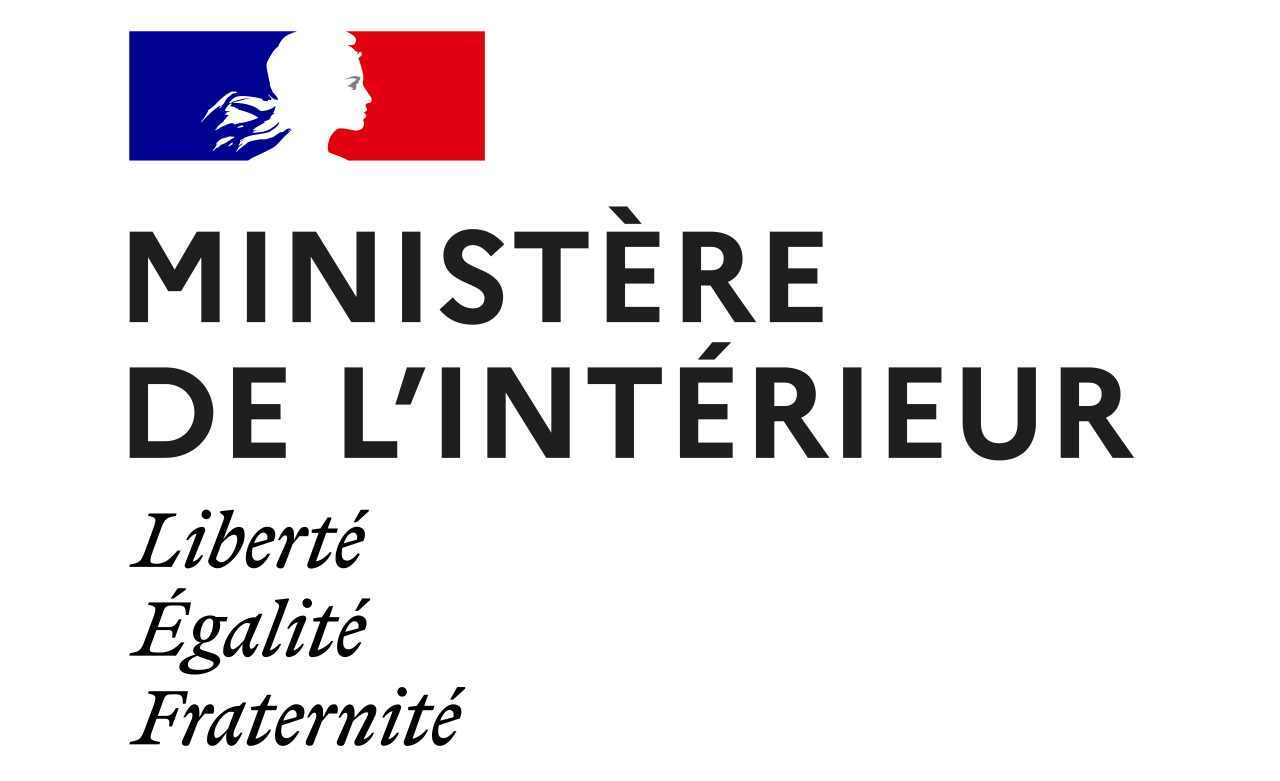 MINISTÈRE
DE L’INTÉRIEUR
Liberté
Égalité
Fraternité